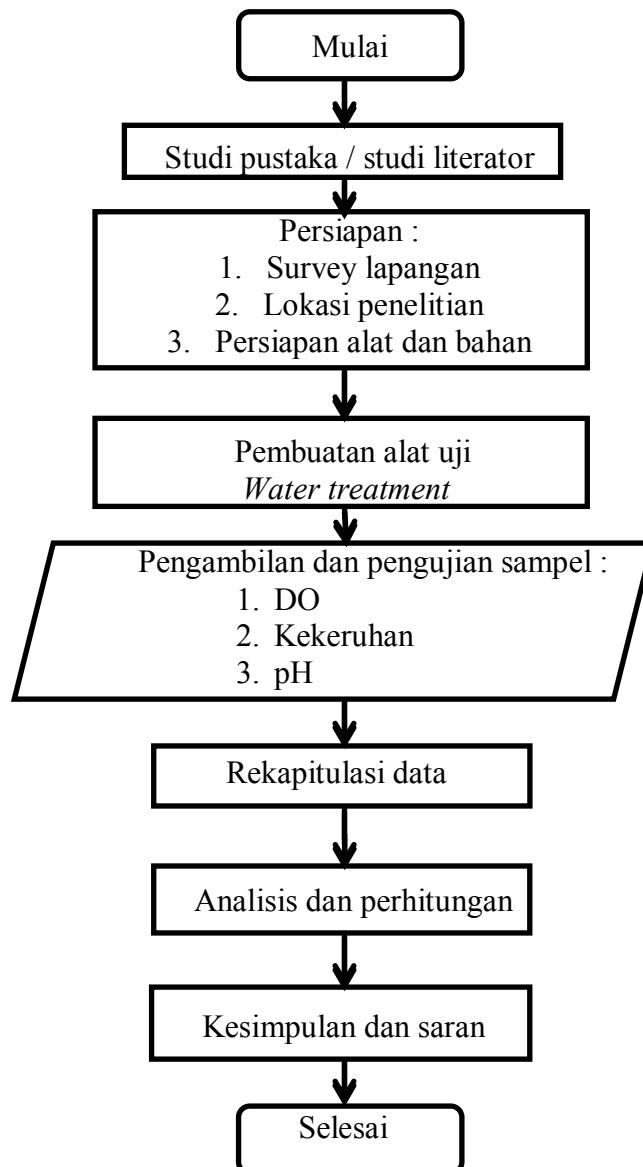 Mulai
Studi pustaka / studi literator
Persiapan :
1. Survey lapangan
2. Lokasi penelitian
3. Persiapan alat dan bahan
Pembuatan alat uji
Water treatment
Pengambilan dan pengujian sampel :
1. DO
2. Kekeruhan
3. pH
Rekapitulasi data
Analisis dan perhitungan
Kesimpulan dan saran
Selesai